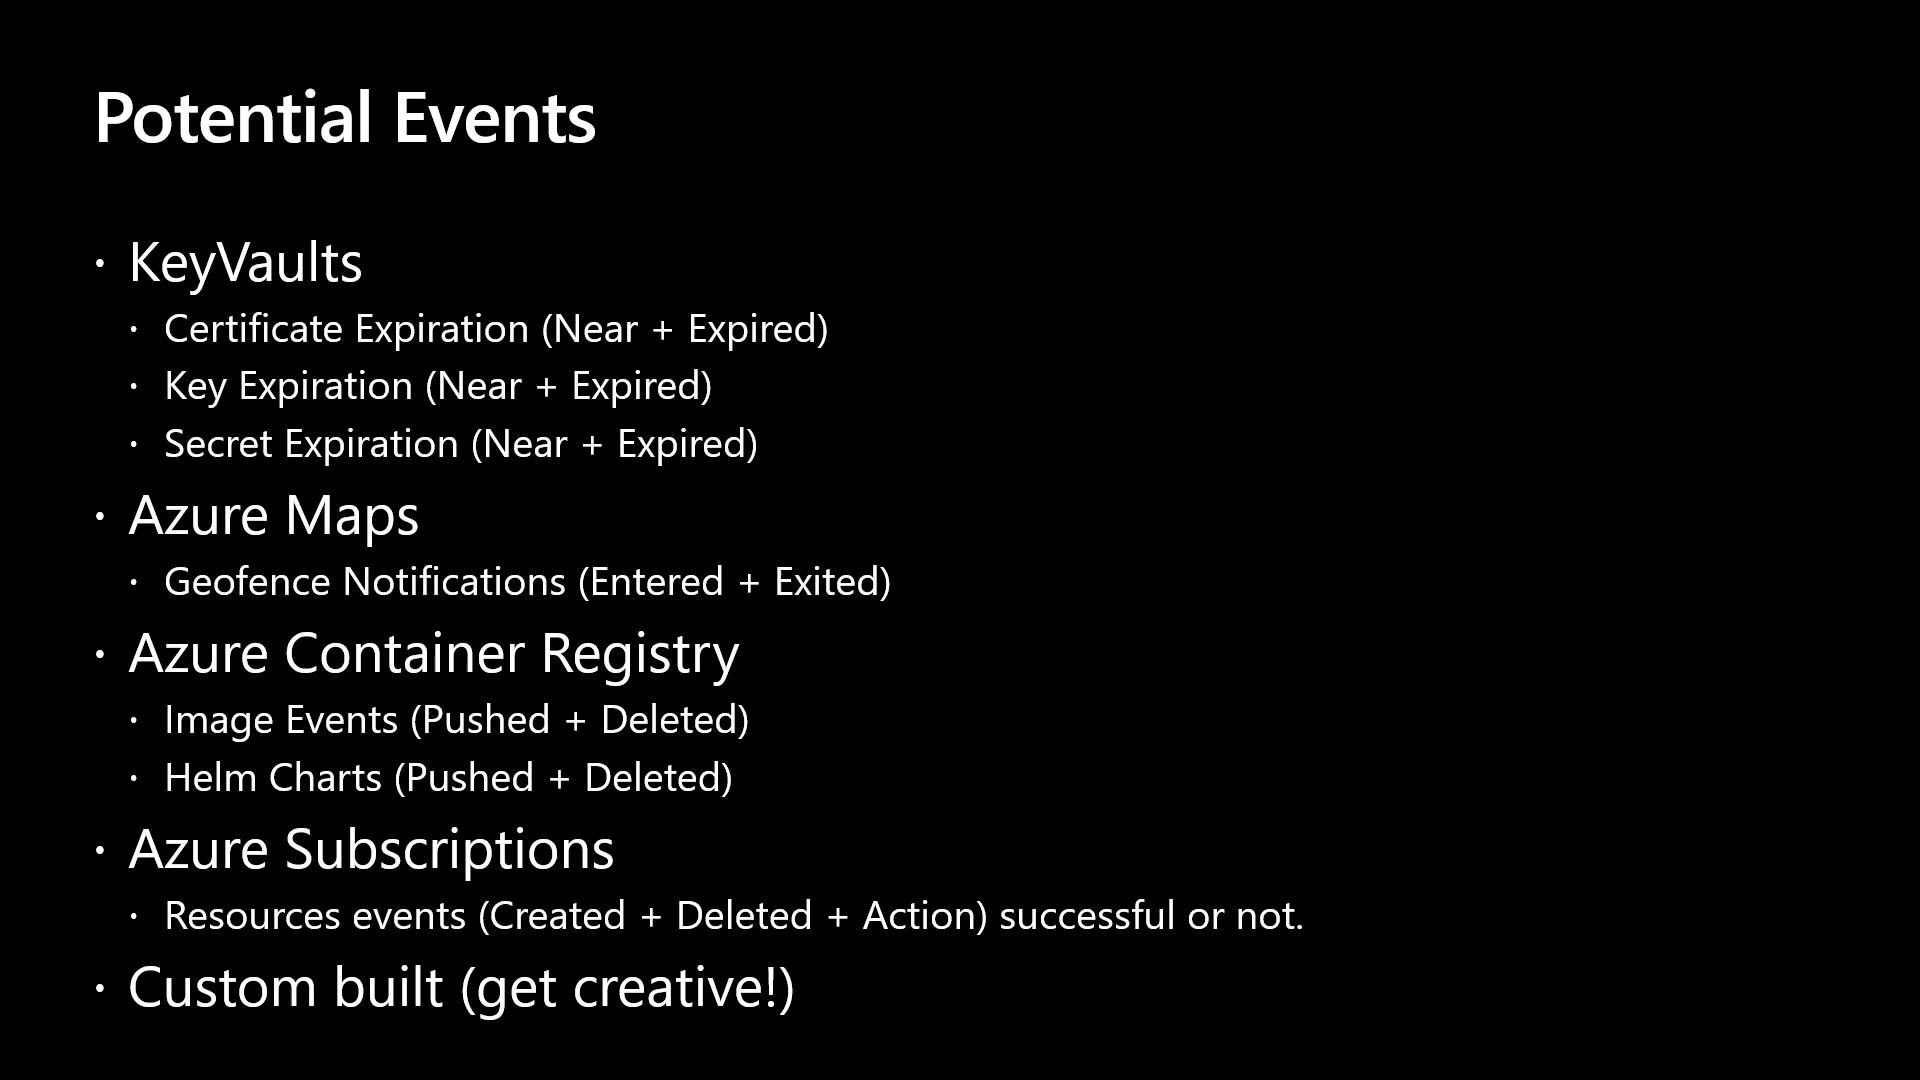 Potential Events
· KeyVaults
· Certificate Expiration (Near + Expired)
· Key Expiration (Near + Expired)
· Secret Expiration (Near + Expired)
· Azure Maps
· Geofence Notifications (Entered + Exited)
· Azure Container Registry
· Image Events (Pushed + Deleted)
· Helm Charts (Pushed + Deleted)
· Azure Subscriptions
· Resources events (Created + Deleted + Action) successful or not.
· Custom built (get creative!)